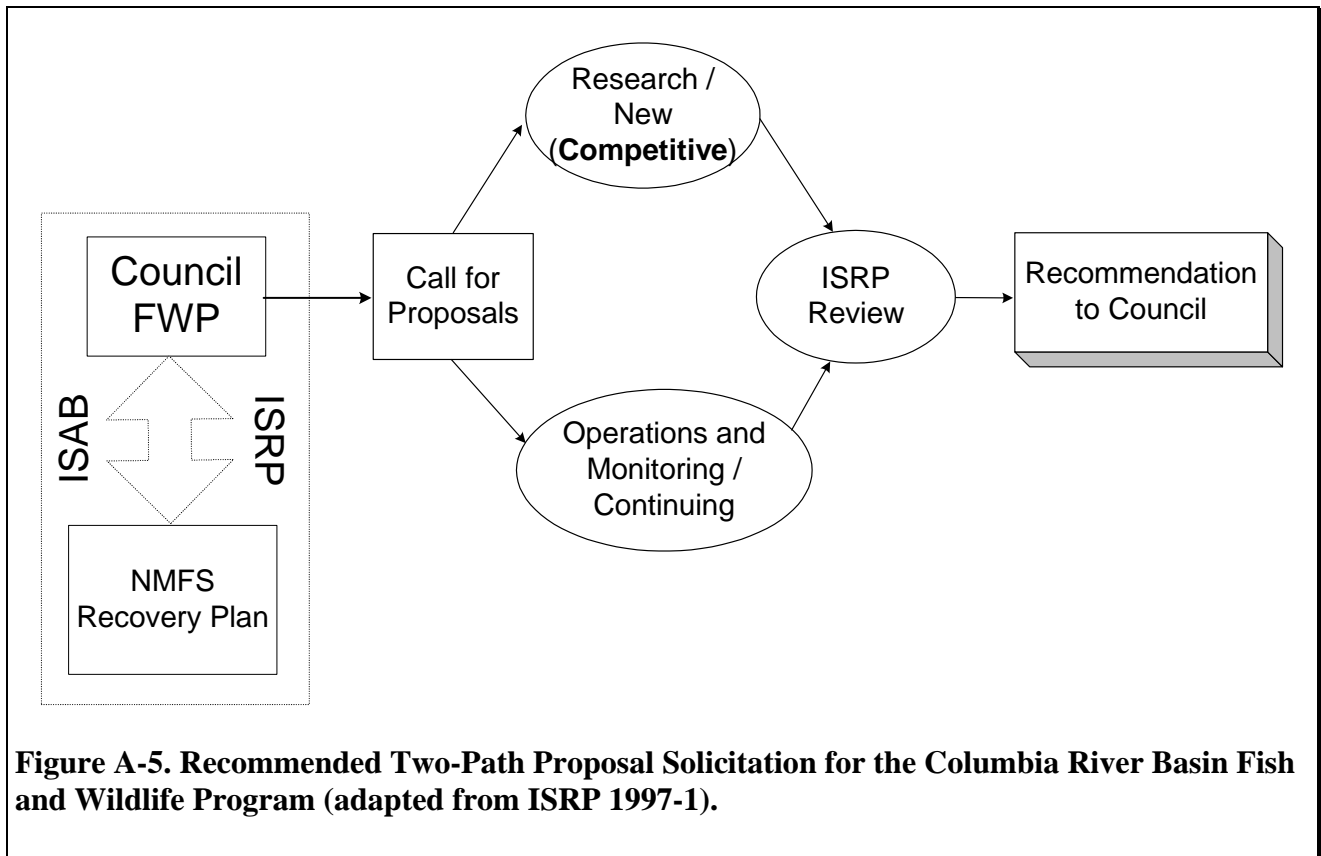 Research /
New
(Competitive)
Council
FWP
Call for
Proposals
ISRP
Review
Recommendation
to Council
ISAB
ISRP
Operations and
Monitoring /
Continuing
NMFS
Recovery Plan
Figure A-5. Recommended Two-Path Proposal Solicitation for the Columbia River Basin Fish
and Wildlife Program (adapted from ISRP 1997-1).